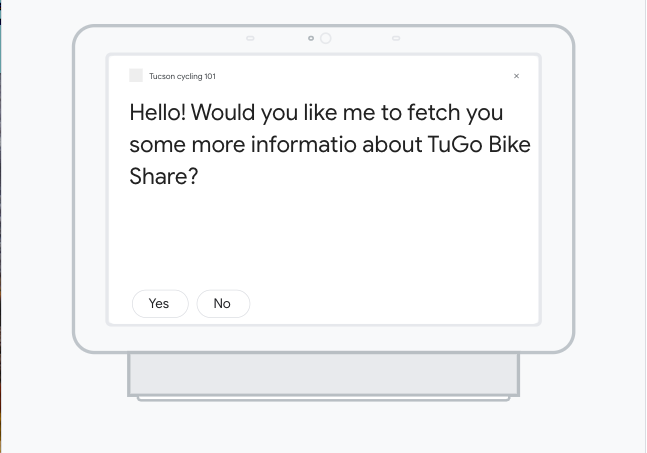 Tucson cycling 101
×
Hello! Would you like me to fetch you
some more informatio about TuGo Bike
Share?
Yes
No